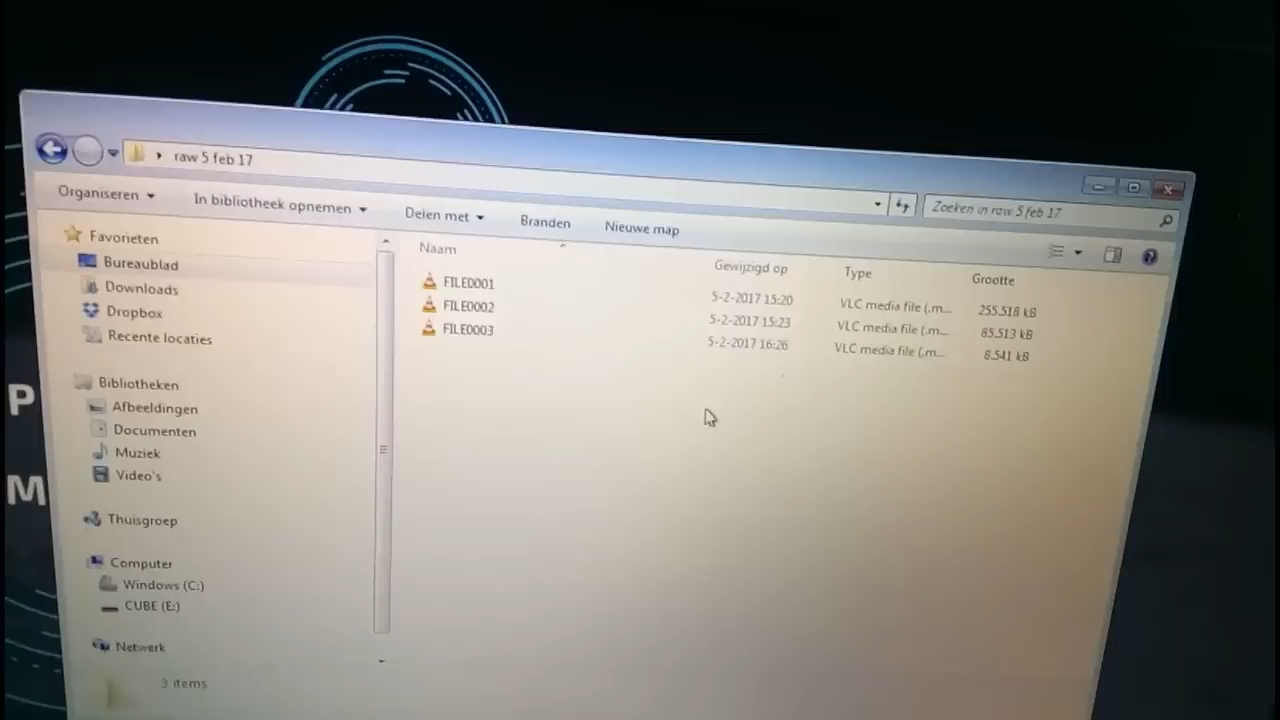 raw 5 feb 17
Zoeken in raw 5 feb 17
Organiseren
In bibliotheek opnemen
Delen met
Branden
Nieuwe map
Favorieten
Bureaublad
Downloads
Dropbox
Recente locaties
Bibliotheken
Afbeeldingen
Documenten
Muziek
Video's
Thuisgroep
Computer
Windows (C:)
CUBE (E:)
Netwerk
Naam Gewijzigd op Type Grootte
FILE0001 5-2-2017 15:20 VLC media file (.m... 255.518 kB
FILE0002 5-2-2017 15:23 VLC media file (.m... 85.513 kB
FILE0003 5-2-2017 16:26 VLC media file (.m... 8.541 kB
3 items
P
M